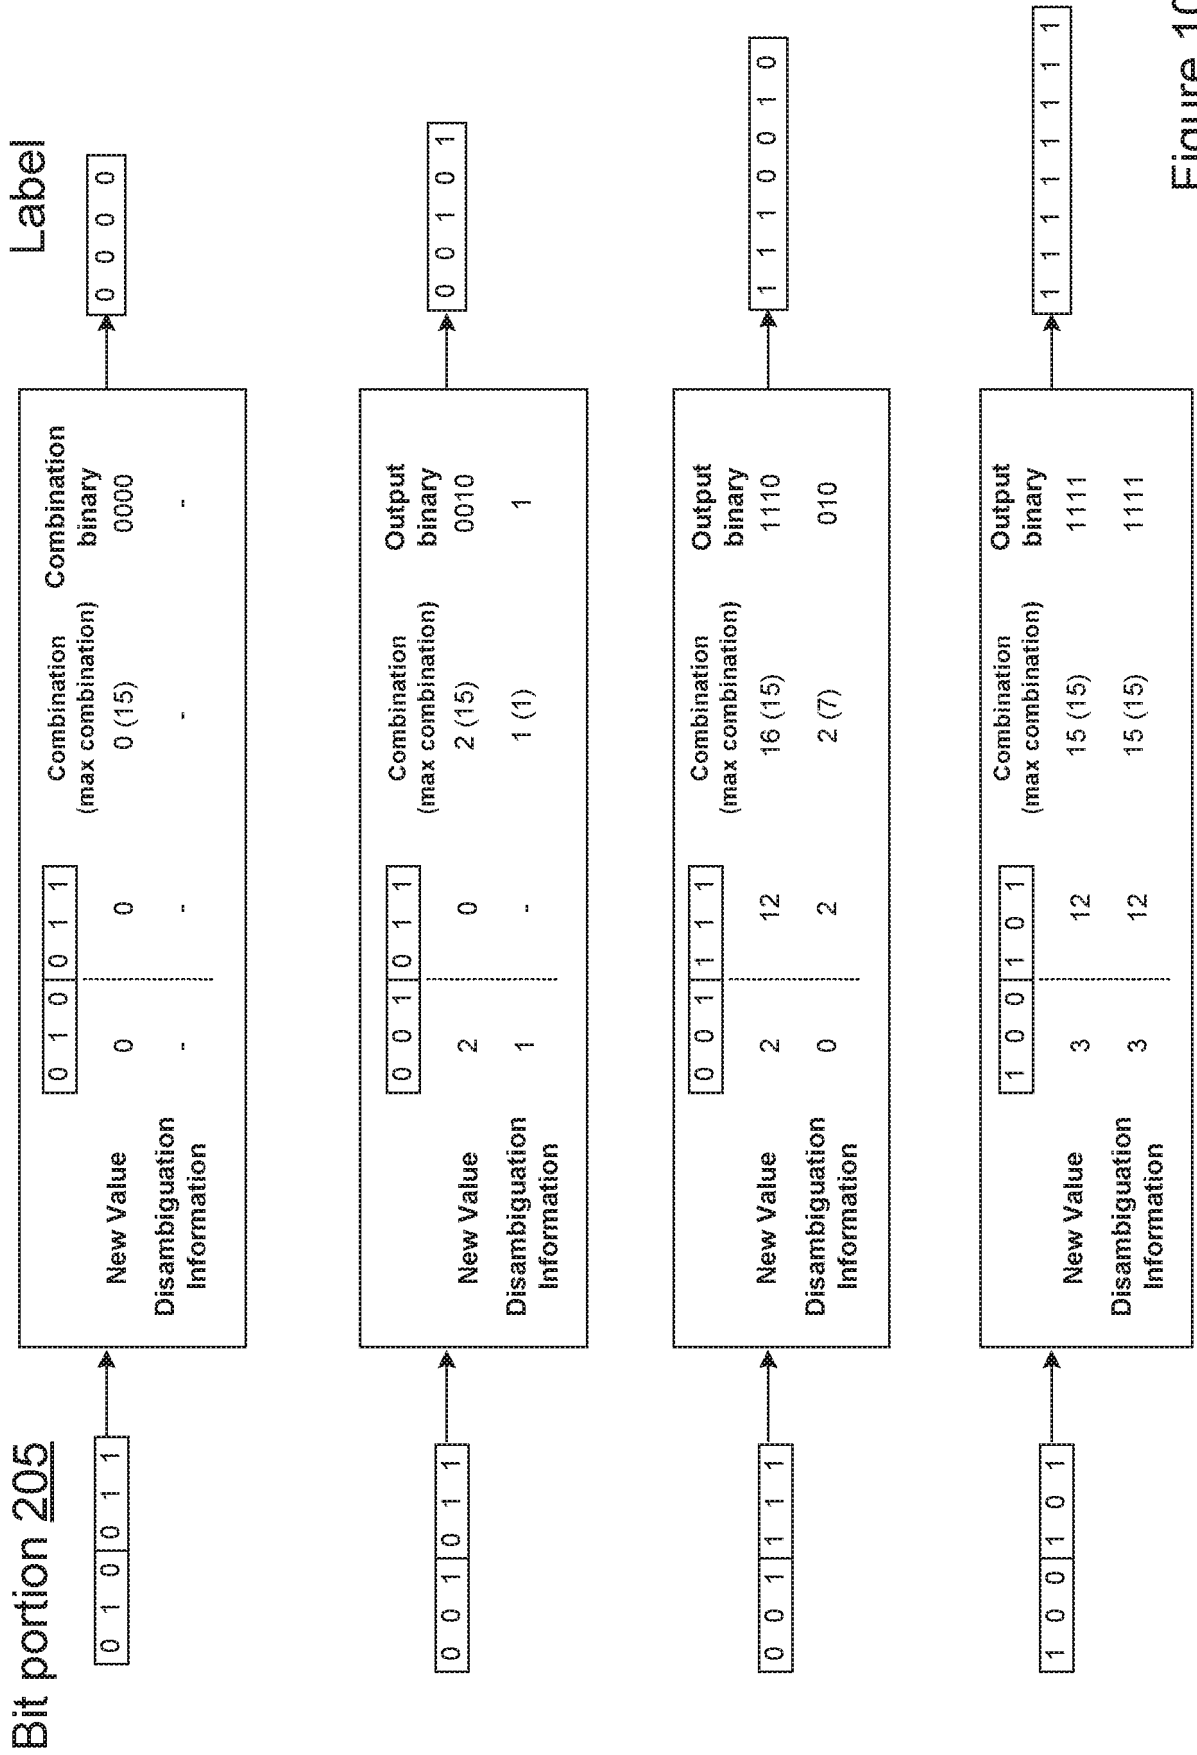 Bit portion 205
Label
0 1 0 0 1 1
0 1 0 0 1 1
Combination
(max combination)
Combination
binary
New Value 0 0 0 (15) 0000
Disambiguation
Information - - - -
0 0 0 0
0 0 1 0 1 1
0 0 1 0 1 1
Combination
(max combination)
Output
binary
New Value 2 0 2 (15) 0010
Disambiguation
Information 1 - 1 (1) 1
0 0 1 0 1
0 0 1 1 1 1
0 0 1 1 1 1
Combination
(max combination)
Output
binary
New Value 2 12 16 (15) 1110
Disambiguation
Information 0 2 2 (7) 010
1 1 1 0 0 1 0
1 0 0 1 0 1
1 0 0 1 0 1
Combination
(max combination)
Output
binary
New Value 3 12 15 (15) 1111
Disambiguation
Information 3 12 15 (15) 1111
1 1 1 1 1 1 1 1
Figure 10